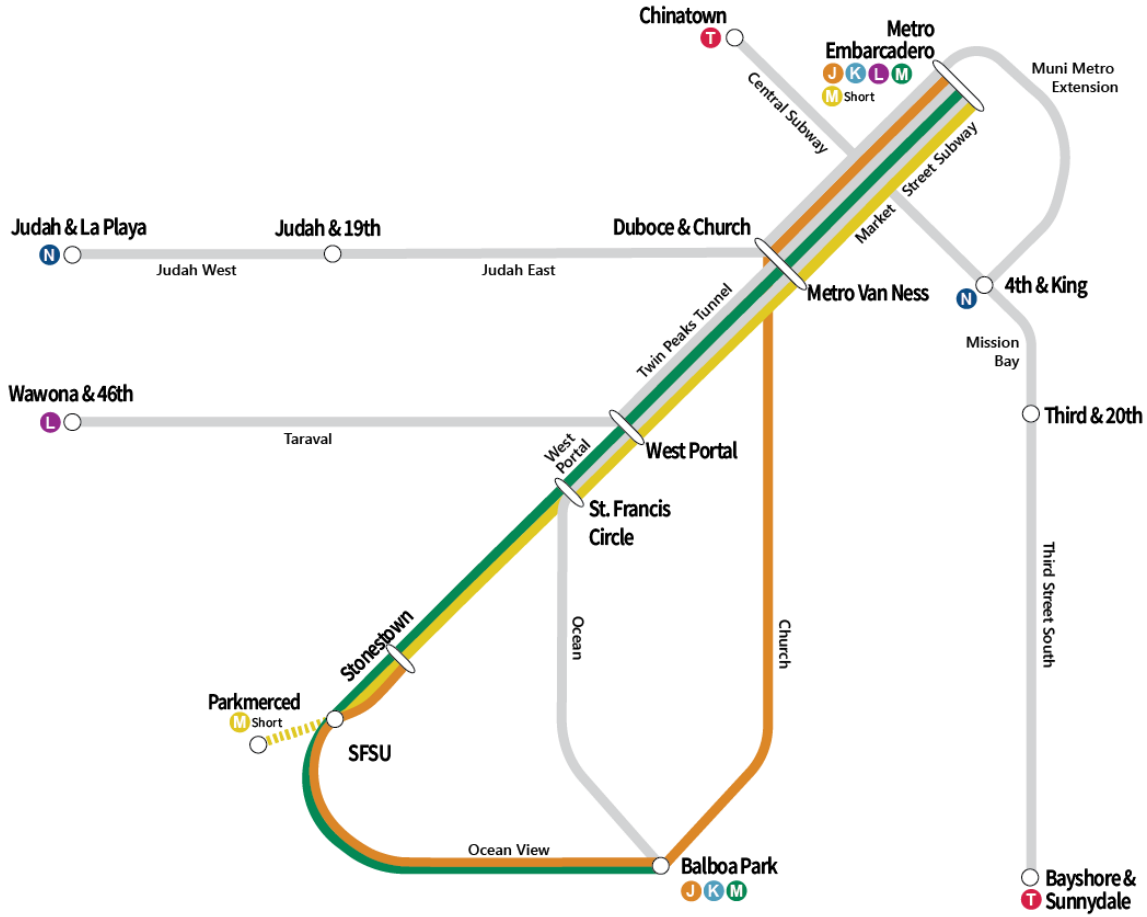 Chinatown
T
Metro
Embarcadero
J K L M
M Short
Muni Metro
Extension
Central Subway
Market Street Subway
Judah & La Playa
N
Judah & 19th
Duboce & Church
Judah West
Judah East
Metro Van Ness
4th & King
N
Twin Peaks Tunnel
Mission
Bay
Wawona & 46th
L
Third & 20th
Taraval
West
Portal
West Portal
St. Francis
Circle
Third Street South
Ocean
Church
Stonestown
Parkmerced
M Short
SFSU
Ocean View
Balboa Park
J K M
Bayshore &
T Sunnydale